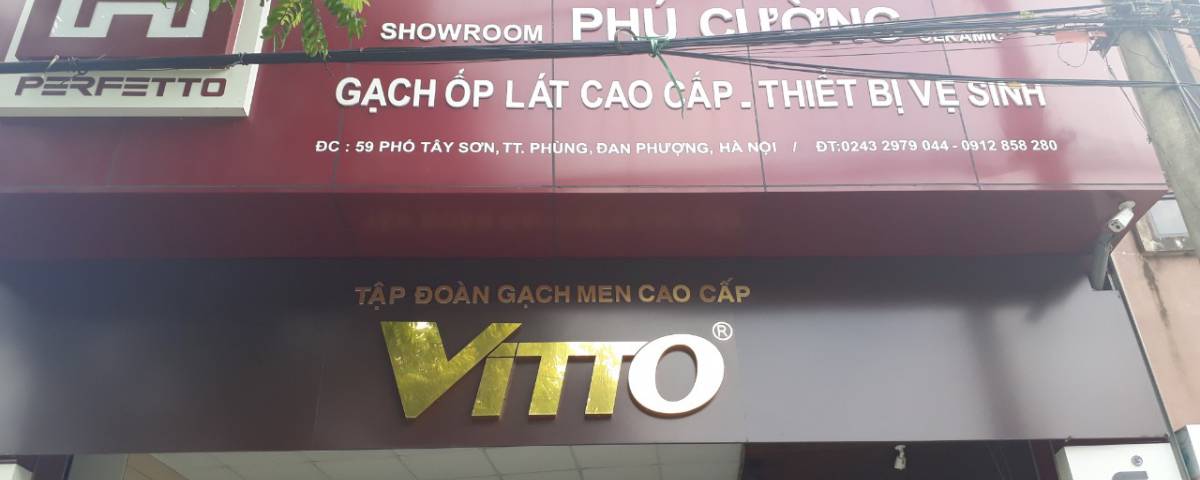 PERFETTO
SHOWROOM PHÚ CƯỜNG CERAMIC
GẠCH ỐP LÁT CAO CẤP - THIẾT BỊ VỆ SINH
ĐC : 59 PHỐ TÂY SƠN, TT. PHÙNG, ĐAN PHƯỢNG, HÀ NỘI / ĐT:0243 2979 044 - 0912 858 280
TẬP ĐOÀN GẠCH MEN CAO CẤP
VITTO®